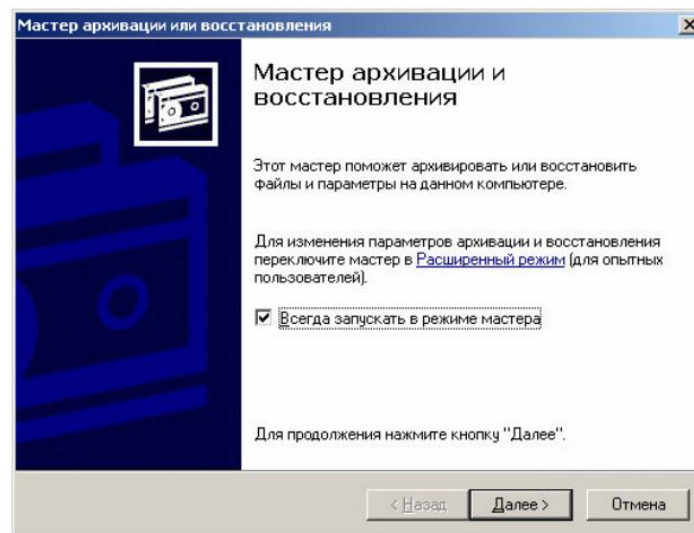 Мастер архивации или восстановления
Мастер архивации и
восстановления
Этот мастер поможет архивировать или восстановить
файлы и параметры на данном компьютере.
Для изменения параметров архивации и восстановления
переключите мастер в Расширенный режим (для опытных
пользователей).
Всегда запускать в режиме мастера
Для продолжения нажмите кнопку "Далее".
< Назад
Далее >
Отмена